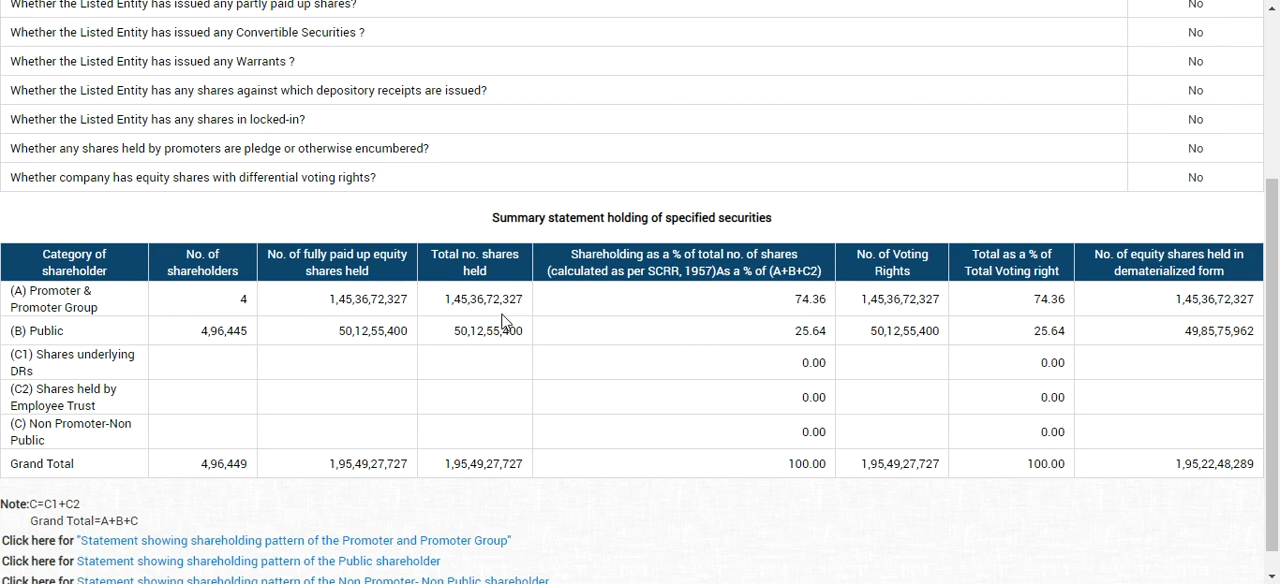 Whether the Listed Entity has issued any partly paid up shares? No
Whether the Listed Entity has issued any Convertible Securities ? No
Whether the Listed Entity has issued any Warrants ? No
Whether the Listed Entity has any shares against which depository receipts are issued? No
Whether the Listed Entity has any shares in locked-in? No
Whether any shares held by promoters are pledge or otherwise encumbered? No
Whether company has equity shares with differential voting rights? No
Summary statement holding of specified securities
Category of shareholder No. of shareholders No. of fully paid up equity shares held Total no. shares held Shareholding as a % of total no. of shares (calculated as per SCRR, 1957)As a % of (A+B+C2) No. of Voting Rights Total as a % of Total Voting right No. of equity shares held in dematerialized form
(A) Promoter & Promoter Group 4 1,45,36,72,327 1,45,36,72,327 74.36 1,45,36,72,327 74.36 1,45,36,72,327
(B) Public 4,96,445 50,12,55,400 50,12,55,400 25.64 50,12,55,400 25.64 49,85,75,962
(C1) Shares underlying DRs 0.00 0.00
(C2) Shares held by Employee Trust 0.00 0.00
(C) Non Promoter-Non Public 0.00 0.00
Grand Total 4,96,449 1,95,49,27,727 1,95,49,27,727 100.00 1,95,49,27,727 100.00 1,95,22,48,289
Note:C=C1+C2
Grand Total=A+B+C
Click here for "Statement showing shareholding pattern of the Promoter and Promoter Group"
Click here for Statement showing shareholding pattern of the Public shareholder
Click here for Statement showing shareholding pattern of the Non Promoter- Non Public shareholder